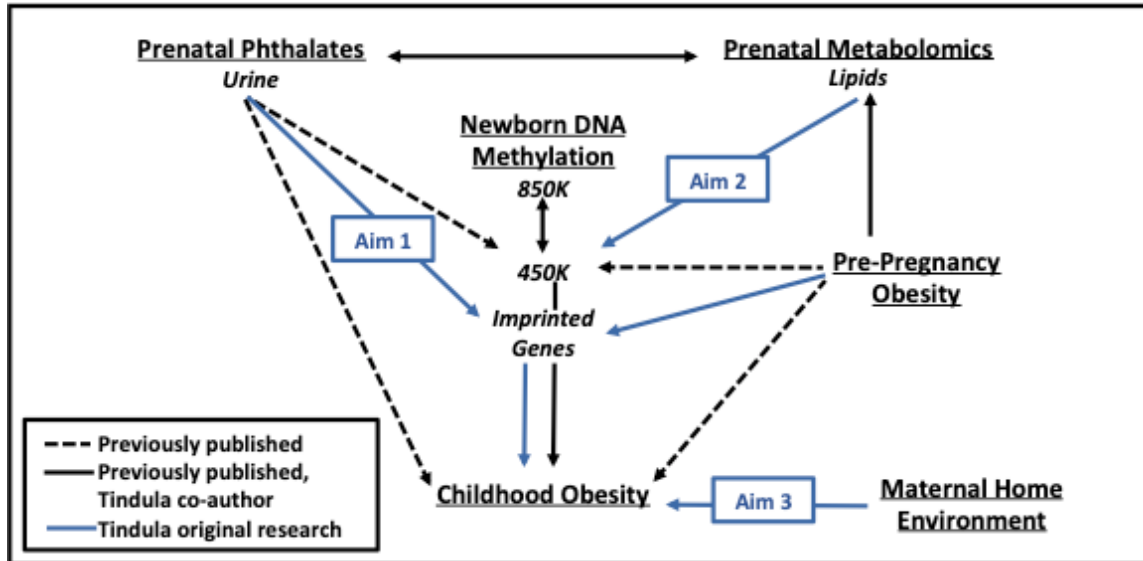 Prenatal Phthalates
Urine
Prenatal Metabolomics
Lipids
Newborn DNA
Methylation
850K
Aim 2
Aim 1
450K
Pre-Pregnancy
Obesity
Imprinted
Genes
Previously published
Previously published,
Tindula co-author
Tindula original research
Childhood Obesity
Aim 3
Maternal Home
Environment